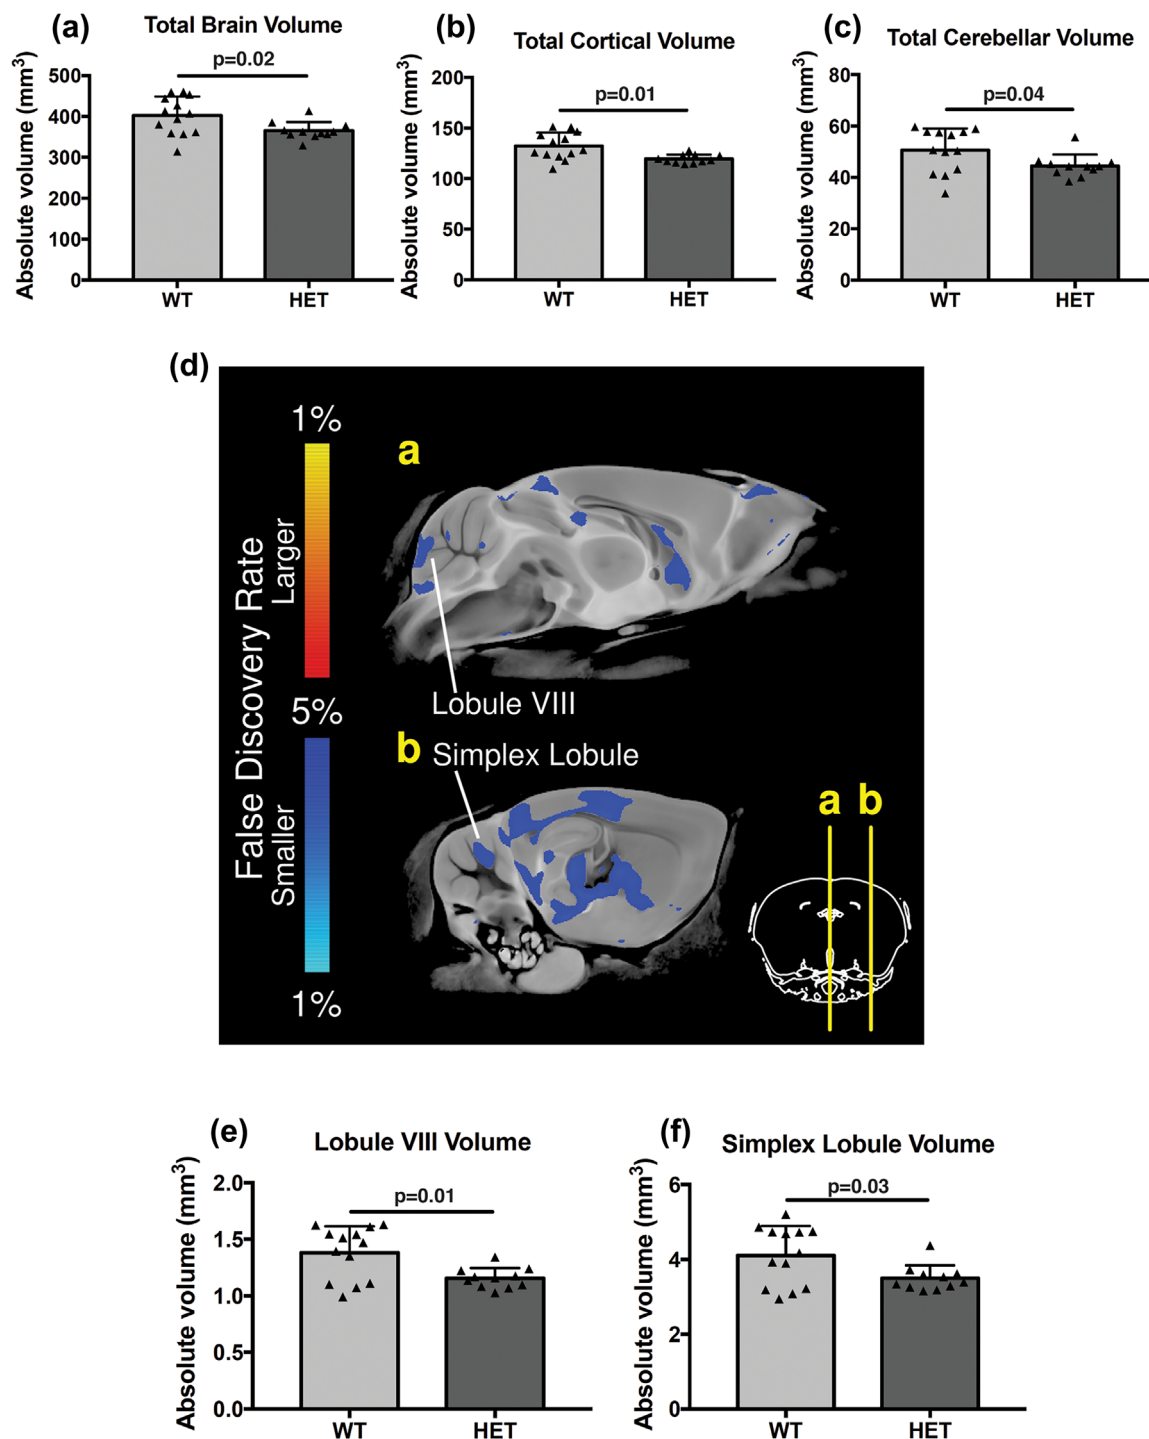 (a)
Total Brain Volume
Absolute volume (mm³)
500
400
300
200
100
0
p=0.02
WT
HET
(b)
Total Cortical Volume
Absolute volume (mm³)
200
150
100
50
0
p=0.01
WT
HET
(c)
Total Cerebellar Volume
Absolute volume (mm³)
80
60
40
20
0
p=0.04
WT
HET
(d)
False Discovery Rate
Larger
Smaller
1%
5%
1%
a
Lobule VIII
b
Simplex Lobule
a b
(e)
Lobule VIII Volume
Absolute volume (mm³)
2.0
1.5
1.0
0.5
0.0
p=0.01
WT
HET
(f)
Simplex Lobule Volume
Absolute volume (mm³)
6
4
2
0
p=0.03
WT
HET